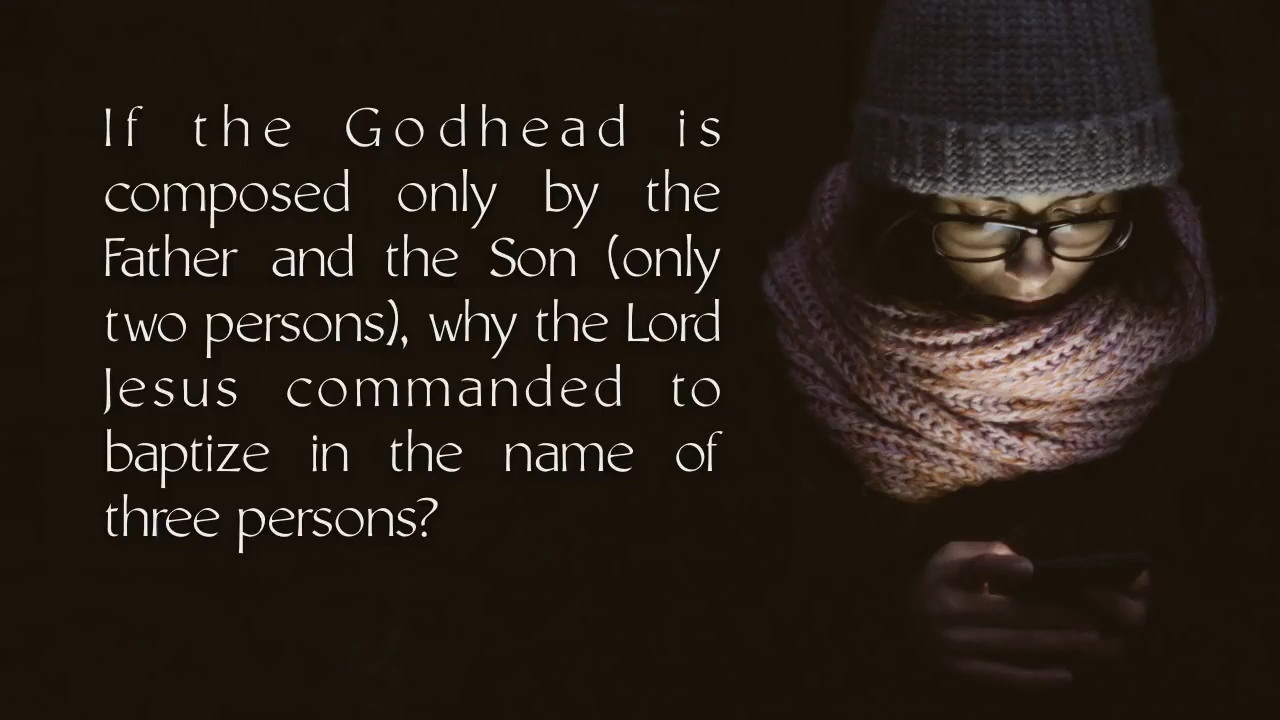 If the Godhead is
composed only by the
Father and the Son (only
two persons), why the Lord
Jesus commanded to
baptize in the name of
three persons?